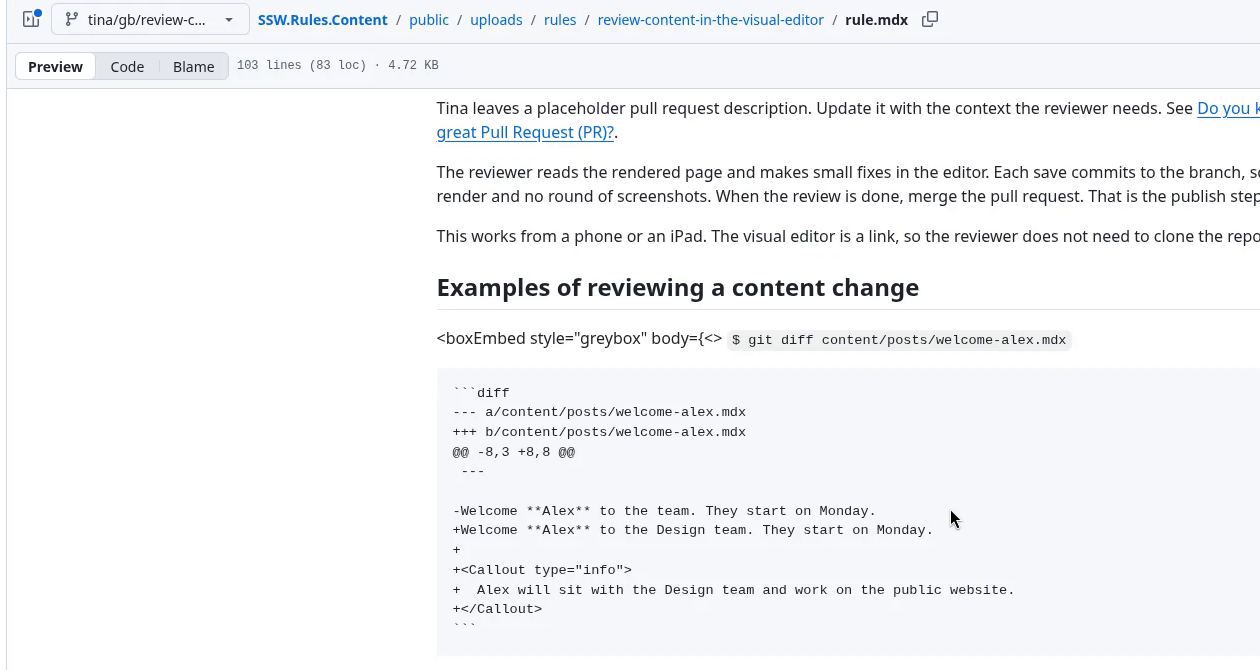 tina/gb/review-c...
SSW.Rules.Content / public / uploads / rules / review-content-in-the-visual-editor / rule.mdx
Preview Code Blame 103 lines (83 loc) · 4.72 KB
Tina leaves a placeholder pull request description. Update it with the context the reviewer needs. See Do you
great Pull Request (PR)?.
The reviewer reads the rendered page and makes small fixes in the editor. Each save commits to the branch,
render and no round of screenshots. When the review is done, merge the pull request. That is the publish step
This works from a phone or an iPad. The visual editor is a link, so the reviewer does not need to clone the
Examples of reviewing a content change
<boxEmbed style="greybox" body={<> $ git diff content/posts/welcome-alex.mdx
```diff
--- a/content/posts/welcome-alex.mdx
+++ b/content/posts/welcome-alex.mdx
@@ -8,3 +8,8 @@
 ---
-Welcome **Alex** to the team. They start on Monday.
+Welcome **Alex** to the Design team. They start on Monday.
+
+<Callout type="info">
+  Alex will sit with the Design team and work on the public website.
+</Callout>
```